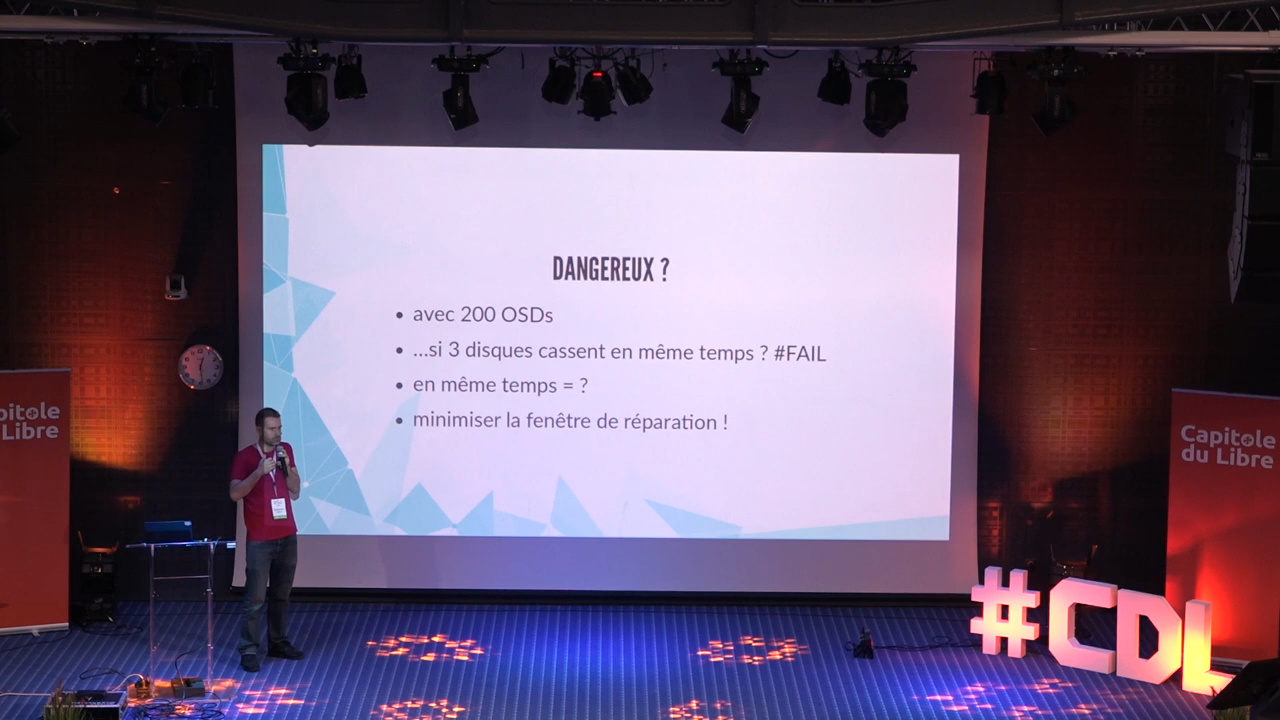 DANGEREUX ?
• avec 200 OSDs
• ...si 3 disques cassent en même temps ? #FAIL
• en même temps = ?
• minimiser la fenêtre de réparation !
pitole
Libre
Capitole
du Libre
#CDL